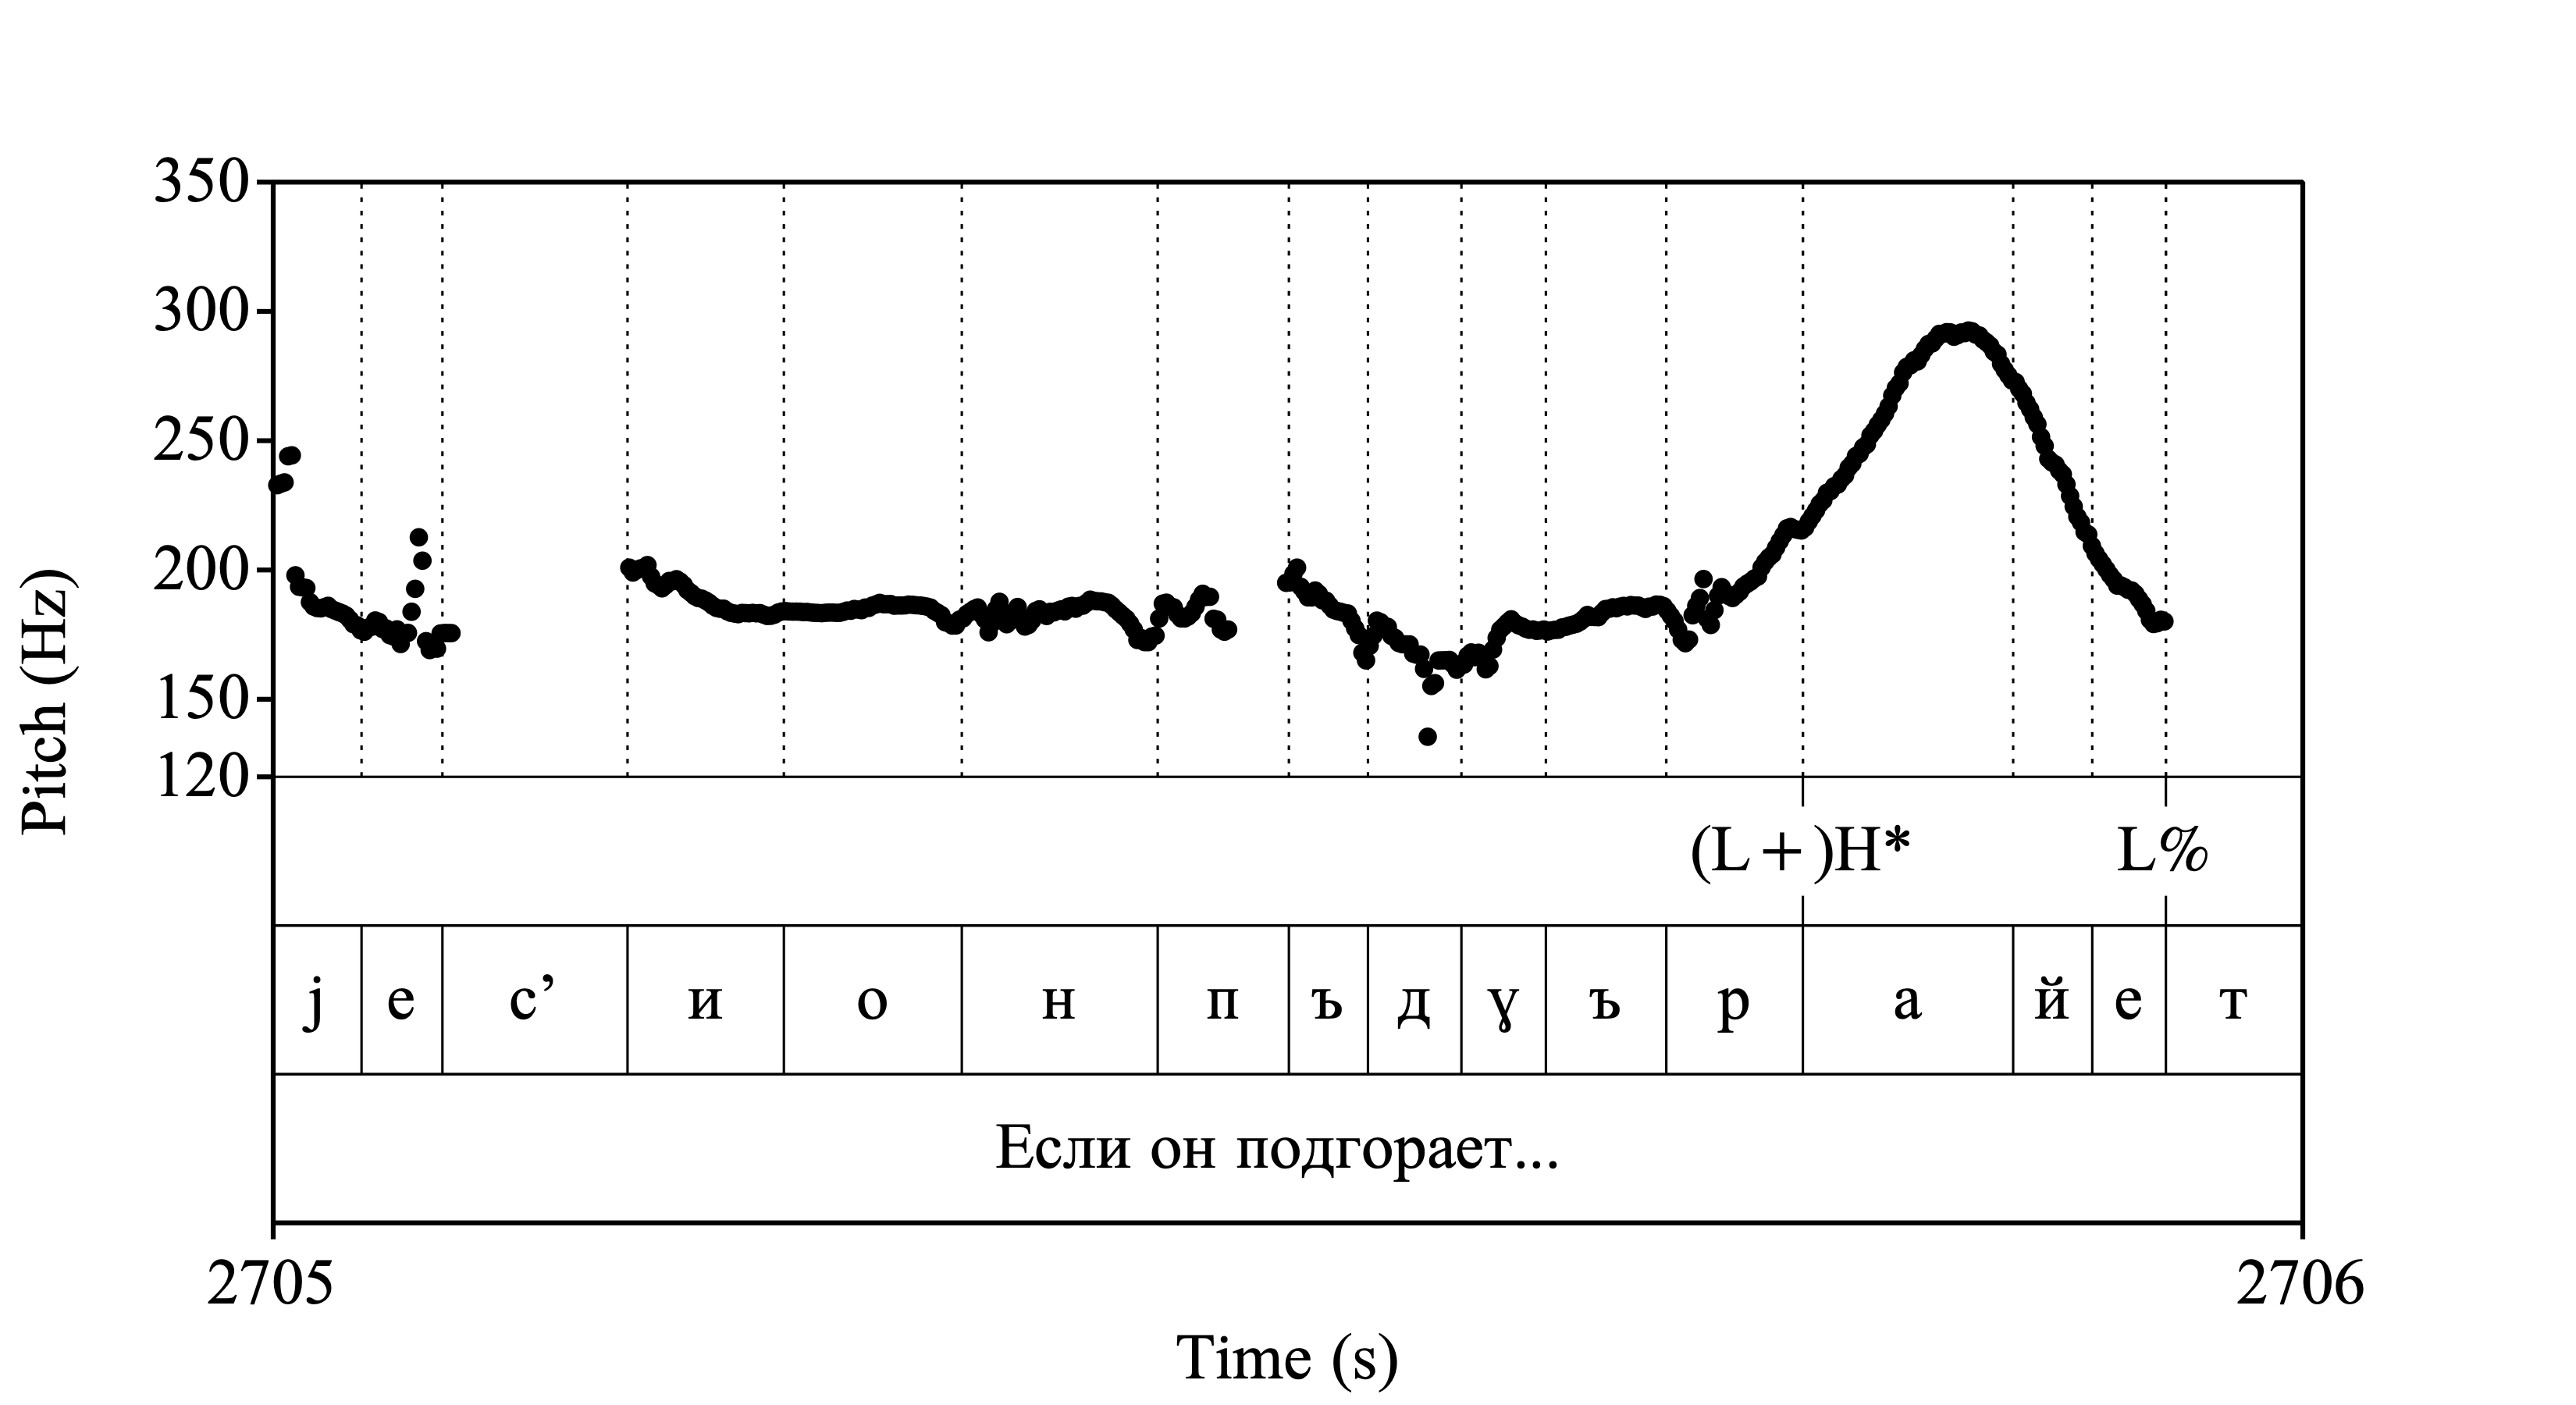 350
300
250
200
150
120
Pitch (Hz)
(L+)H* L%
j е с’ и о н п ъ д ɣ ъ р а й е т
Если он подгорает...
2705 2706
Time (s)